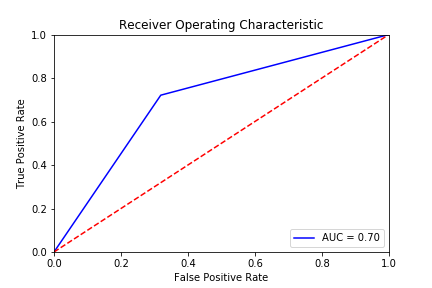 Receiver Operating Characteristic
1.0
0.8
0.6
0.4
0.2
0.0
True Positive Rate
AUC = 0.70
0.0 0.2 0.4 0.6 0.8 1.0
False Positive Rate